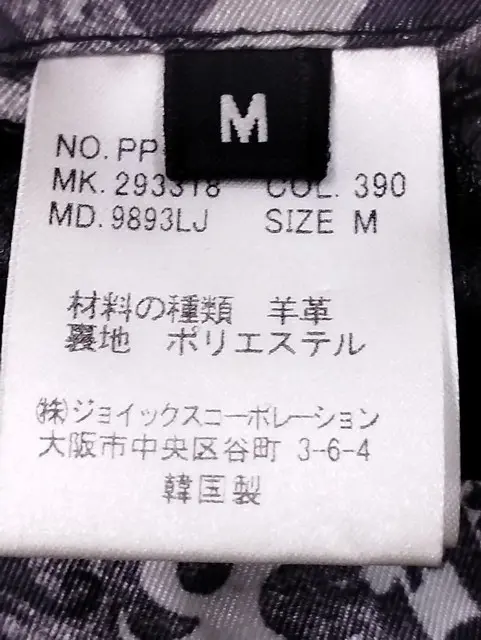 M
NO. PP
MK. 293318 COL. 390
MD. 9893LJ SIZE M
材料の種類 羊革
裏地 ポリエステル
㈱ジョイックスコーポレーション
大阪市中央区谷町 3-6-4
韓国製